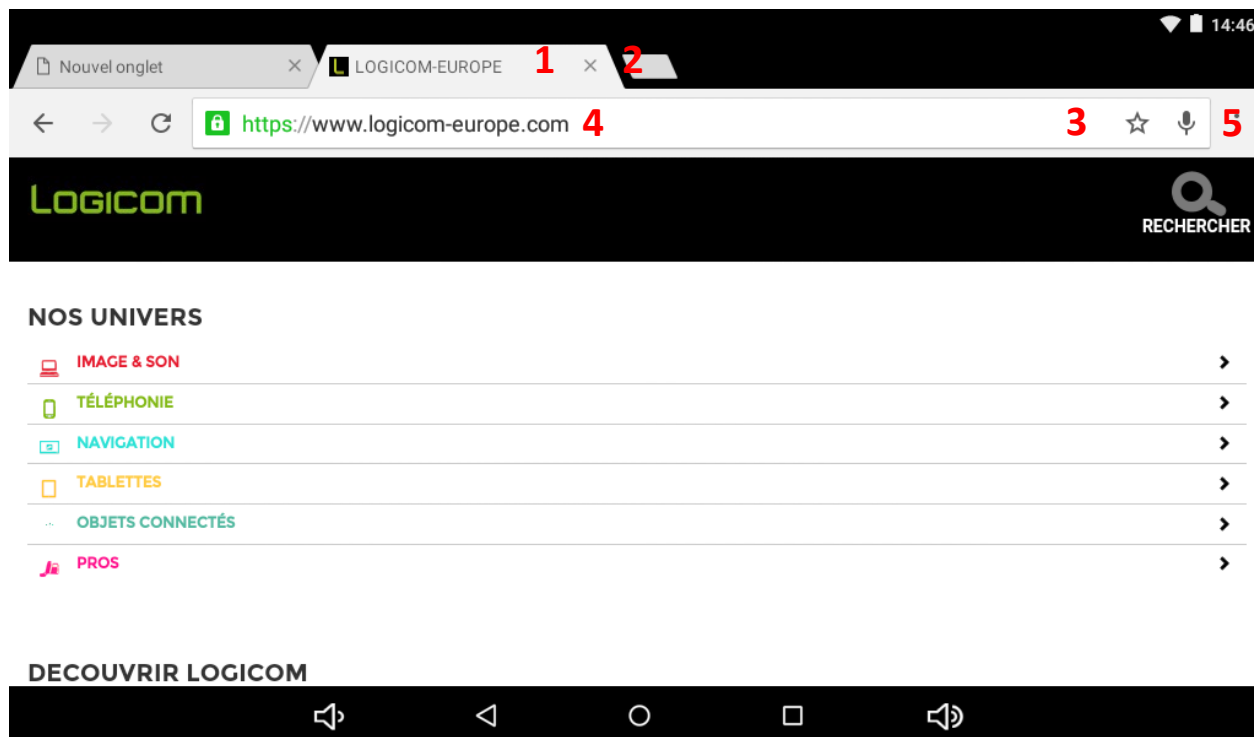 14:46
Nouvel onglet LOGICOM-EUROPE 1 2
https://www.logicom-europe.com 4 3 5
LOGICOM
RECHERCHER
NOS UNIVERS
IMAGE & SON
TÉLÉPHONIE
NAVIGATION
TABLETTES
OBJETS CONNECTÉS
PROS
DECOUVRIR LOGICOM